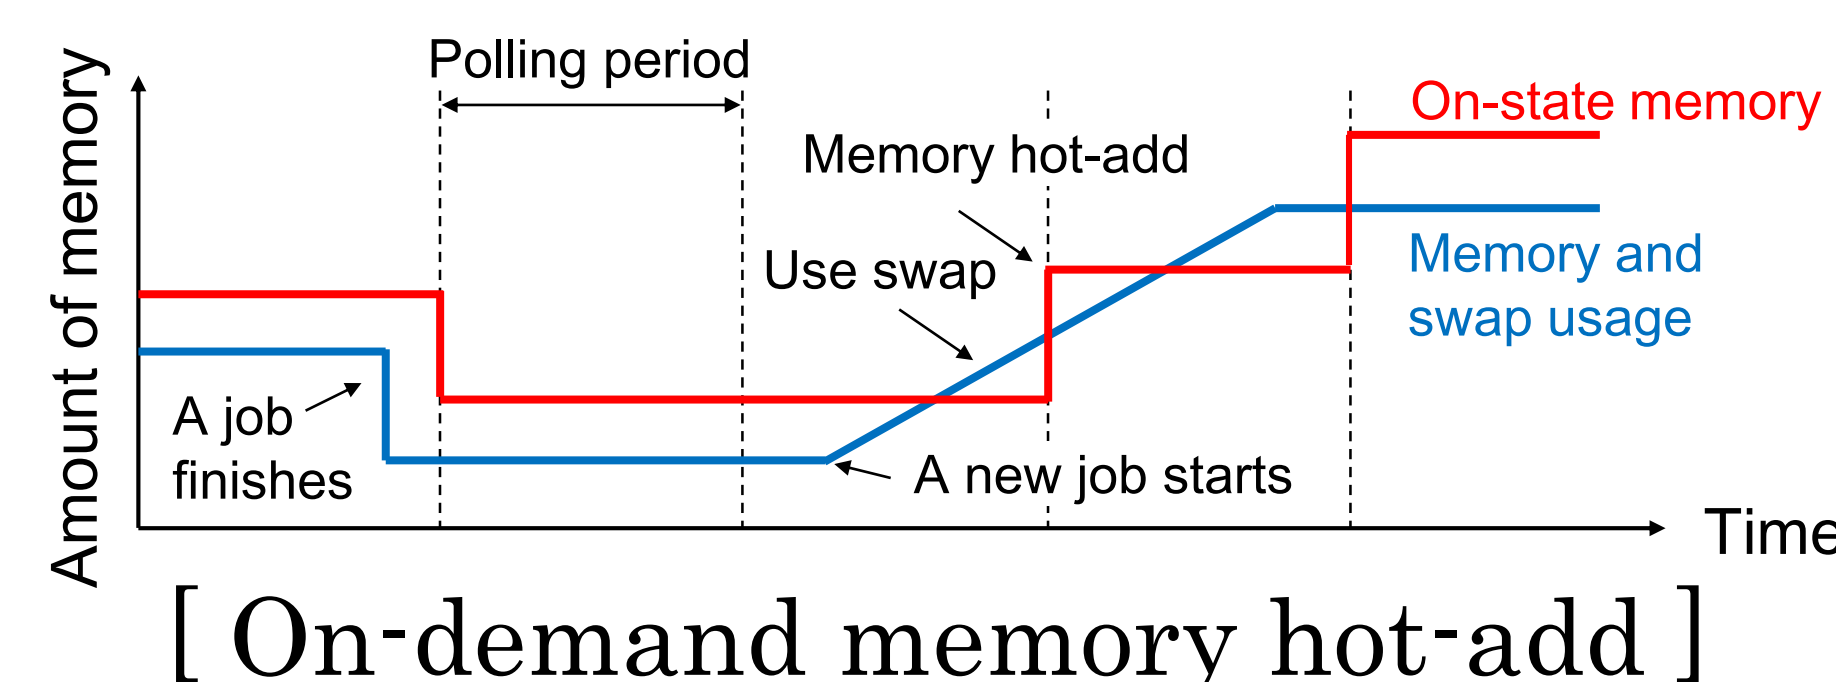 Polling period
On-state memory
Memory hot-add
Use swap
Memory and
swap usage
A job
finishes
A new job starts
Amount of memory
Time
[ On-demand memory hot-add ]